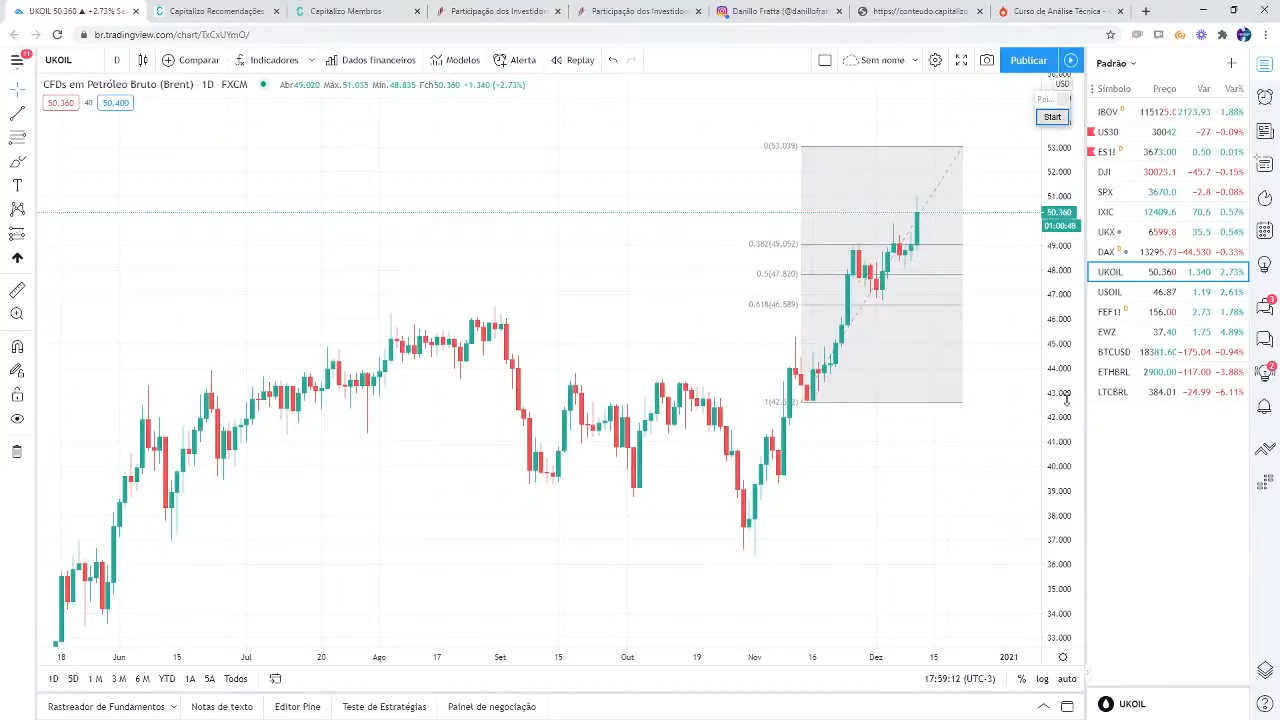 UKOIL 50.360 ▲ +2.73% Se
Capitalizo Recomendações
Capitalizo Membros
Participação dos Investidores
Participação dos Investidores
Danillo Fratta (@danillofra
https://conteudo.capitalizo
Curso de Análise Técnica -
br.tradingview.com/chart/TxCxUYmO/
11
UKOIL
D
Comparar
Indicadores
Dados financeiros
Modelos
Alerta
Replay
Sem nome
Publicar
CFDs em Petróleo Bruto (Brent) · 1D · FXCM
Abr49.020 Máx.51.035 Mín.48.835 Fch50.360 +1.340 (+2.73%)
50.360 40 50.400
USD
Poi...
Start
0(53.039)
0.382(49.052)
0.5(47.820)
0.618(46.589)
53.000
52.000
51.000
50.360
01:00:48
49.000
48.000
47.000
46.000
45.000
44.000
43.000
42.000
41.000
40.000
39.000
38.000
37.000
36.000
35.000
34.000
33.000
18 Jun 15 Jul 20 Ago 17 Set 15 Out 19 Nov 16 Dez 15 2021
1D 5D 1 M 3 M 6 M YTD 1A 5A Todos
17:59:12 (UTC-3) % log auto
Rastreador de Fundamentos Notas de texto Editor Pine Teste de Estratégias Painel de negociação
Padrão
Símbolo Preço Var Var%
IBOV D 115125.0 2123.93 1.88%
US30 30042 −27 −0.09%
ES1! D 3673.00 0.50 0.01%
DJI 30023.1 −45.7 −0.15%
SPX 3670.0 −2.8 −0.08%
IXIC 12409.6 70.6 0.57%
UKX 6599.8 35.5 0.54%
DAX D 13295.73 −44.530 −0.33%
UKOIL 50.360 1.340 2.73%
USOIL 46.87 1.19 2.61%
FEF1! D 156.00 2.73 1.78%
EWZ 37.40 1.75 4.89%
BTCUSD 18381.60 −175.04 −0.94%
ETHBRL 2900.00 −117.00 −3.88%
LTCBRL 384.01 −24.99 −6.11%
3
2
UKOIL